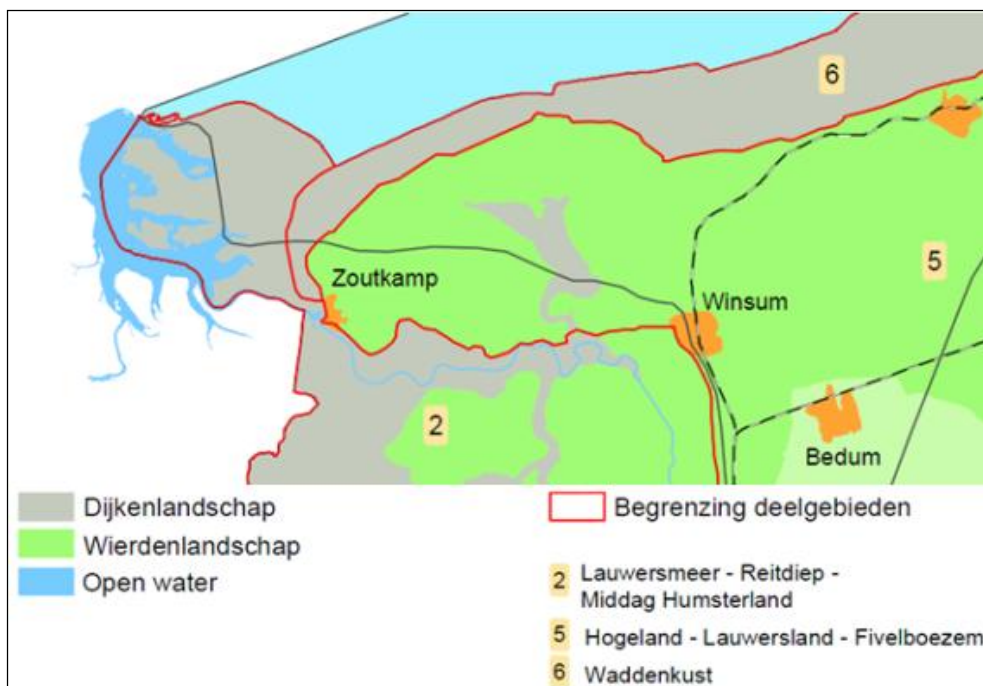 6
Zoutkamp
5
Winsum
2
Bedum
Dijkenlandschap
Wierdenlandschap
Open water
Begrenzing deelgebieden
2 Lauwersmeer - Reitdiep -
Middag Humsterland
5 Hogeland - Lauwersland - Fivelboezem
6 Waddenkust